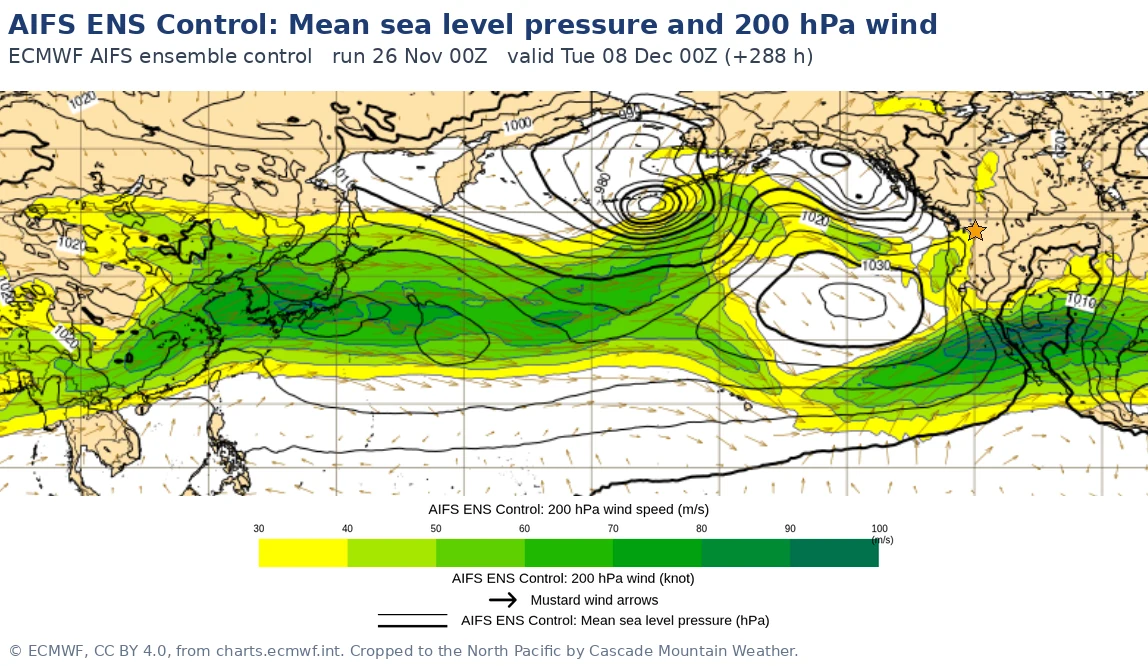 AIFS ENS Control: Mean sea level pressure and 200 hPa wind
ECMWF AIFS ensemble control run 26 Nov 00Z valid Tue 08 Dec 00Z (+288 h)
1020
1000
990
1020
1010
980
1020
1020
1030
1020
1010
1020
AIFS ENS Control: 200 hPa wind speed (m/s)
30 40 50 60 70 80 90 100
(m/s)
AIFS ENS Control: 200 hPa wind (knot)
Mustard wind arrows
AIFS ENS Control: Mean sea level pressure (hPa)
© ECMWF, CC BY 4.0, from charts.ecmwf.int. Cropped to the North Pacific by Cascade Mountain Weather.